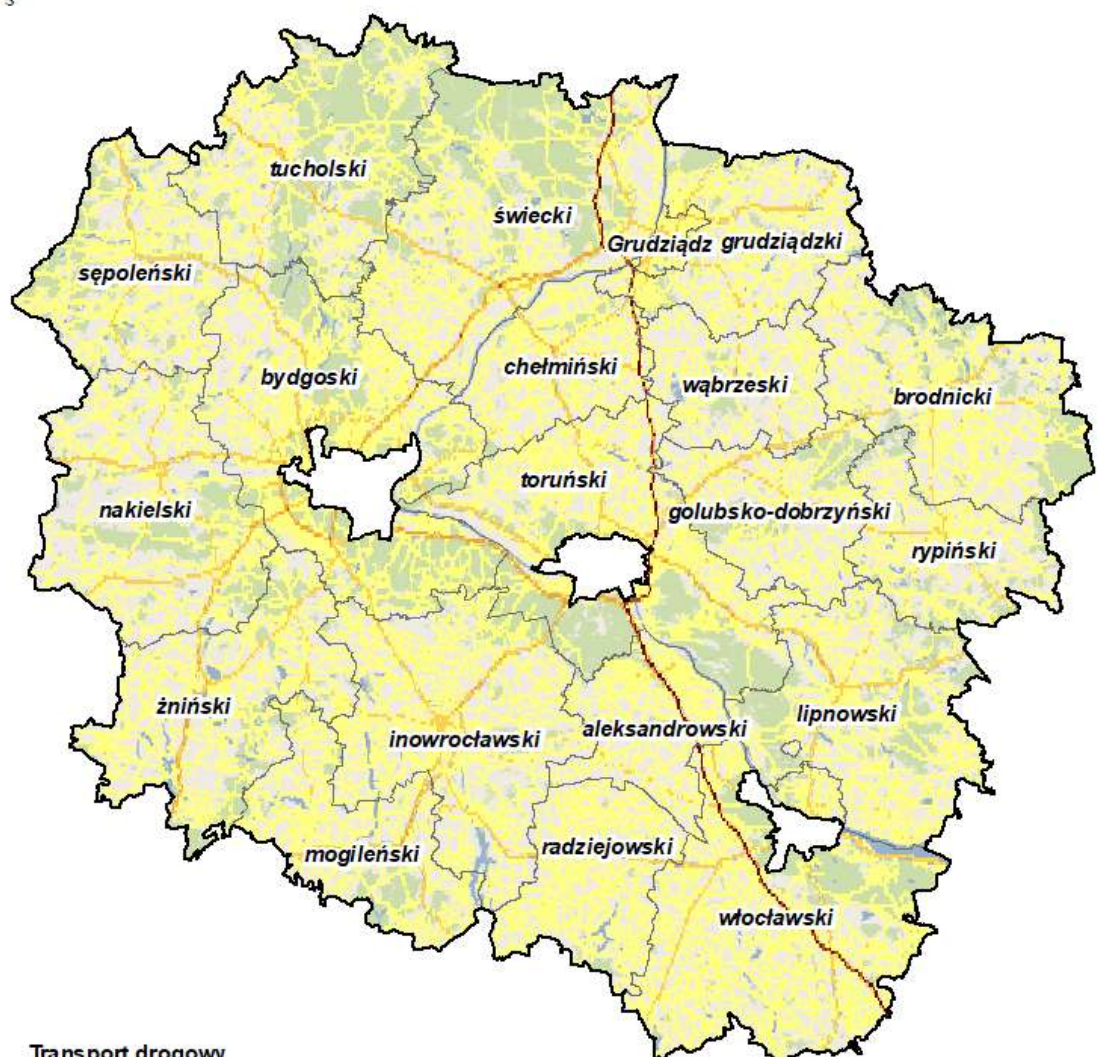 3
tucholski
świecki
Grudziądz grudziądzki
sępoleński
bydgoski
chełmiński
wąbrzeski
brodnicki
nakielski
toruński
golubsko-dobrzyński
rypiński
żniński
inowrocławski
aleksandrowski
lipnowski
mogileński
radziejowski
włocławski
Transport drogowy